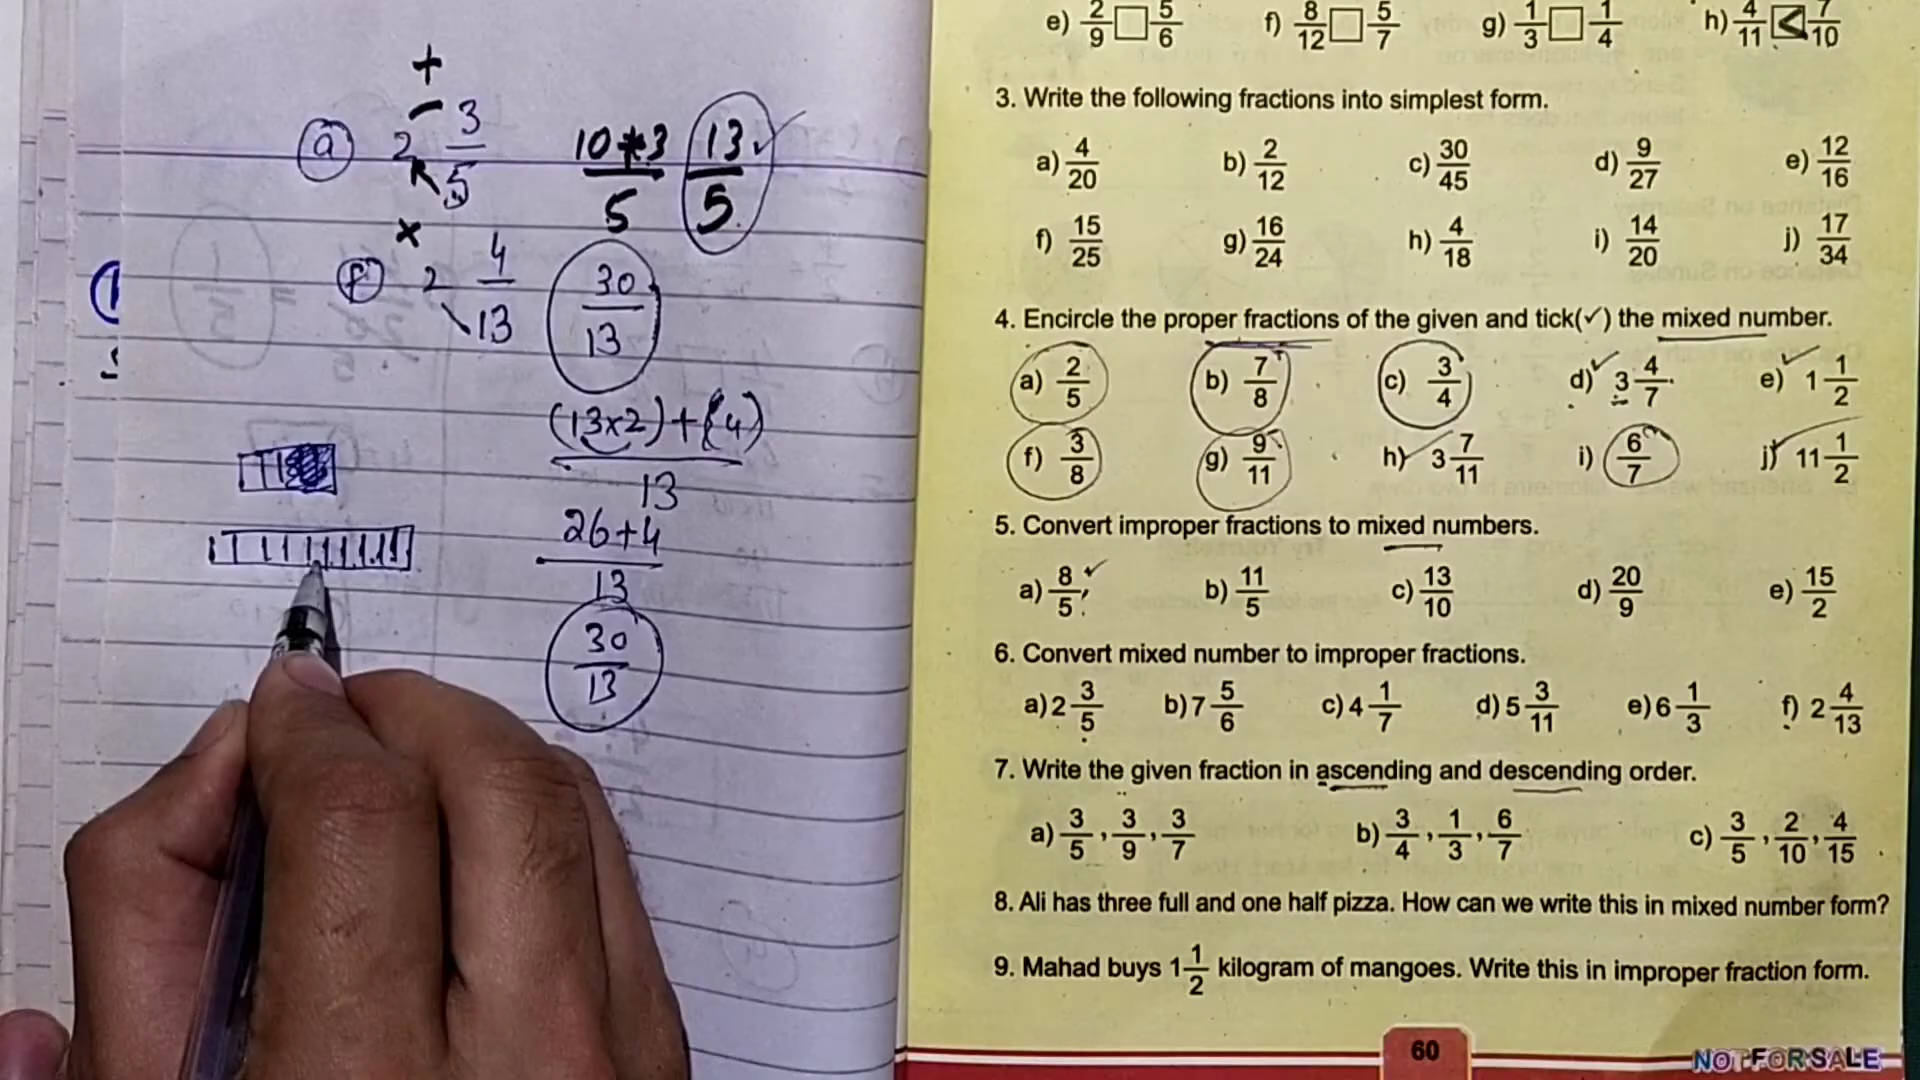 +
ⓐ 2 3/5 10+3/5 13/5 ✓
×
ⓕ 2 4/13 30/13
(13×2)+(4)/13
26+4/13
30/13
e) 2/9 □ 5/6 f) 8/12 □ 5/7 g) 1/3 □ 1/4 h) 4/11 < 7/10
3. Write the following fractions into simplest form.
a) 4/20 b) 2/12 c) 30/45 d) 9/27 e) 12/16
f) 15/25 g) 16/24 h) 4/18 i) 14/20 j) 17/34
4. Encircle the proper fractions of the given and tick(✓) the mixed number.
a) 2/5 b) 7/8 c) 3/4 d) ✓ 3 4/7 e) ✓ 1 1/2
f) 3/8 g) 9/11 h) ✓ 3 7/11 i) 6/7 j) ✓ 11 1/2
5. Convert improper fractions to mixed numbers.
a) 8/5 ✓ b) 11/5 c) 13/10 d) 20/9 e) 15/2
6. Convert mixed number to improper fractions.
a) 2 3/5 b) 7 5/6 c) 4 1/7 d) 5 3/11 e) 6 1/3 f) 2 4/13
7. Write the given fraction in ascending and descending order.
a) 3/5 , 3/9 , 3/7 b) 3/4 , 1/3 , 6/7 c) 3/5 , 2/10 , 4/15
8. Ali has three full and one half pizza. How can we write this in mixed number form?
9. Mahad buys 1 1/2 kilogram of mangoes. Write this in improper fraction form.
60
NOT FOR SALE